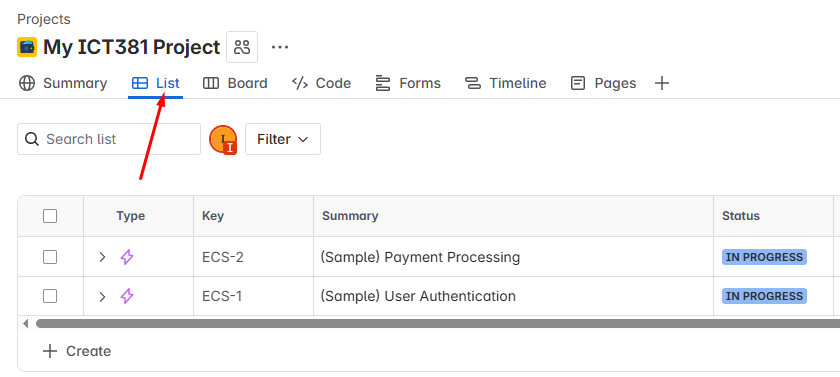 Projects
My ICT381 Project
Summary List Board Code Forms Timeline Pages
Search list I I Filter
Type Key Summary Status
ECS-2 (Sample) Payment Processing IN PROGRESS
ECS-1 (Sample) User Authentication IN PROGRESS
Create